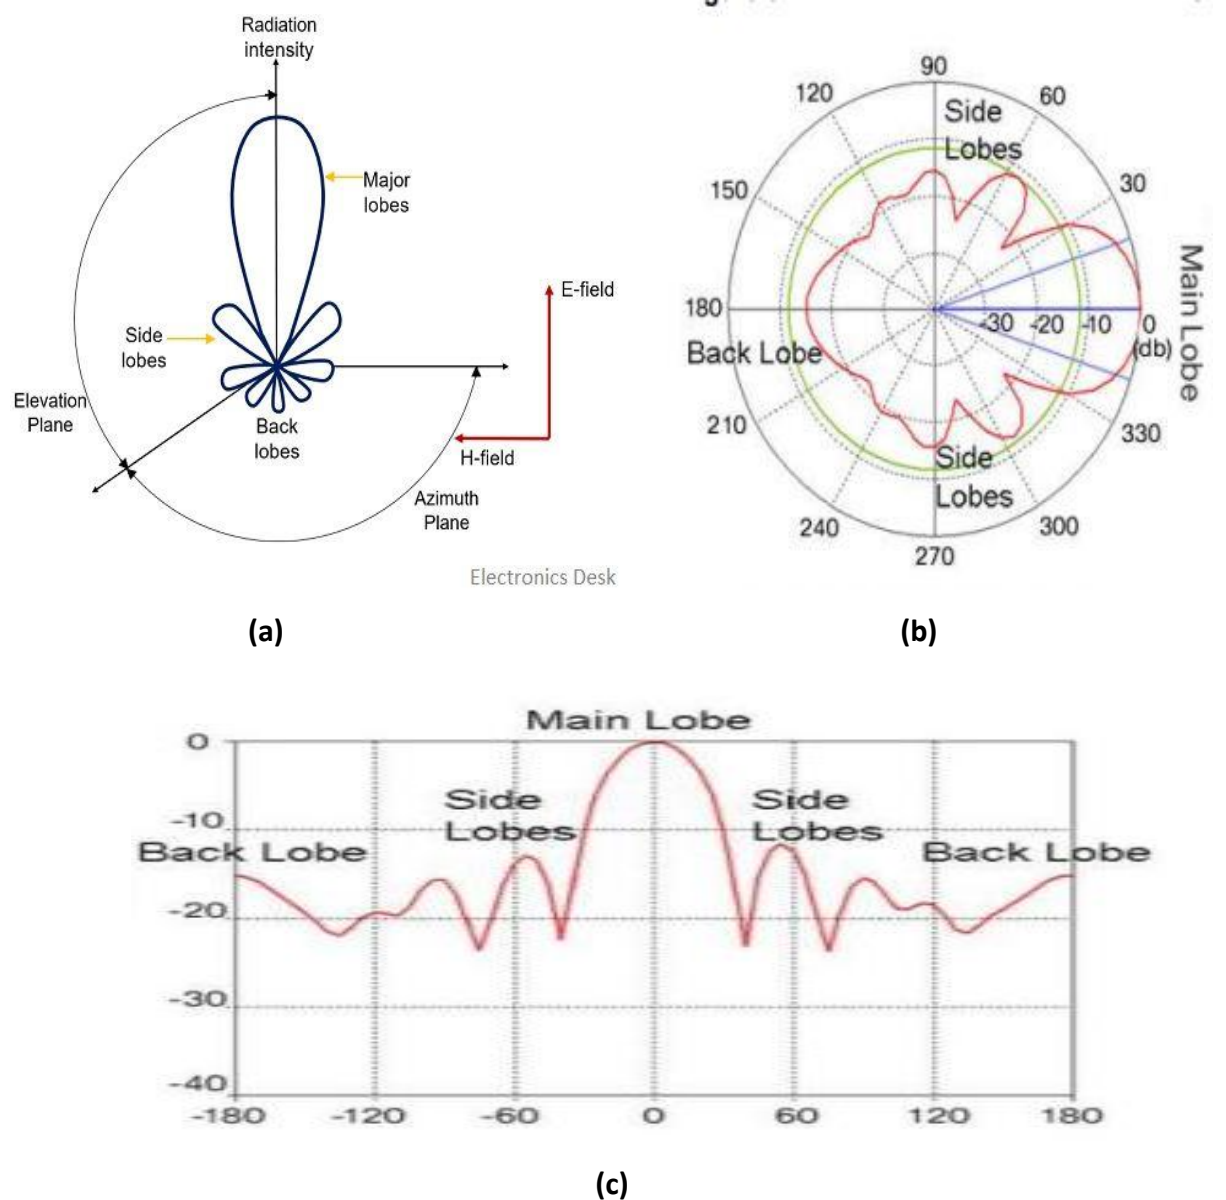 Radiation
intensity
Major
lobes
E-field
Side
lobes
Elevation
Plane
Back
lobes
H-field
Azimuth
Plane
Electronics Desk
(a)
90
120
60
Side
Lobes
150
30
180
-30 -20 -10 0
(db)
Main Lobe
Back Lobe
210
330
Side
Lobes
240
300
270
(b)
Main Lobe
0
Side
Lobes
Side
Lobes
-10
Back Lobe
Back Lobe
-20
-30
-40
-180 -120 -60 0 60 120 180
(c)